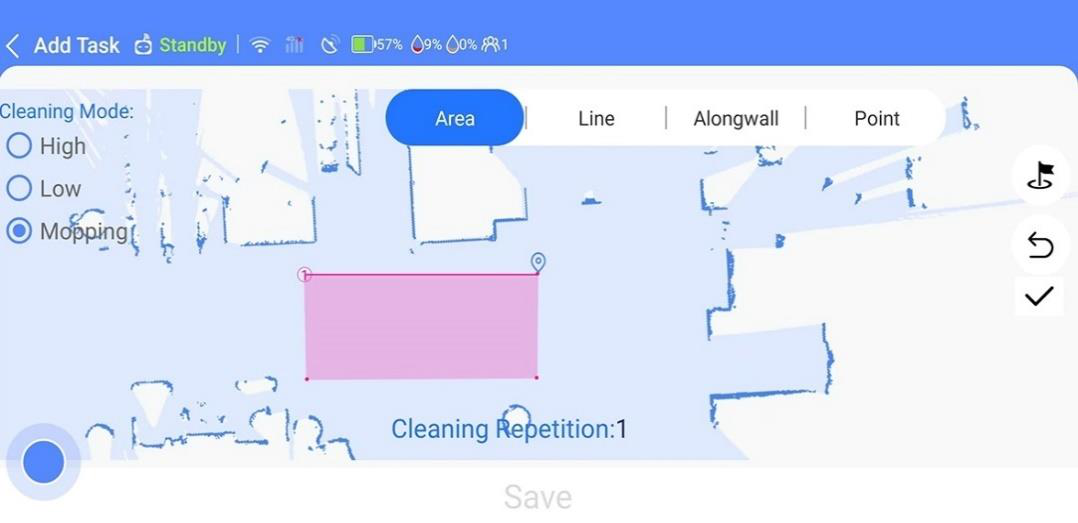 Add Task Standby 57% 9% 0% 1
Cleaning Mode:
High
Low
Mopping
Area Line Alongwall Point
1
Cleaning Repetition:1
Save